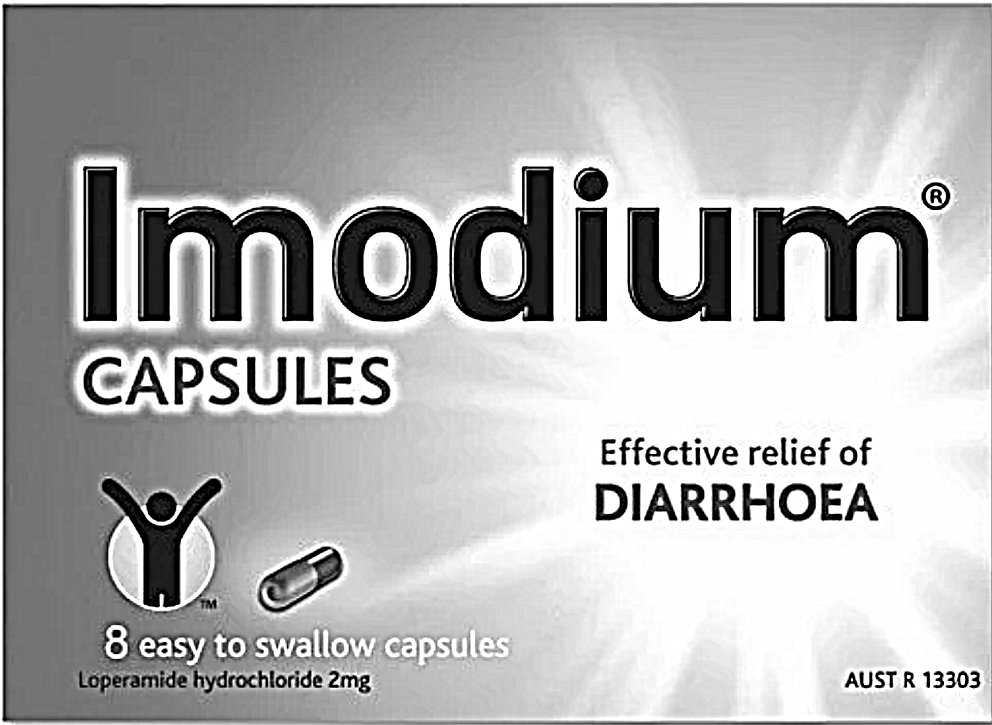 Imodium®
CAPSULES
Effective relief of
DIARRHOEA
TM
8 easy to swallow capsules
Loperamide hydrochloride 2mg
AUST R 13303